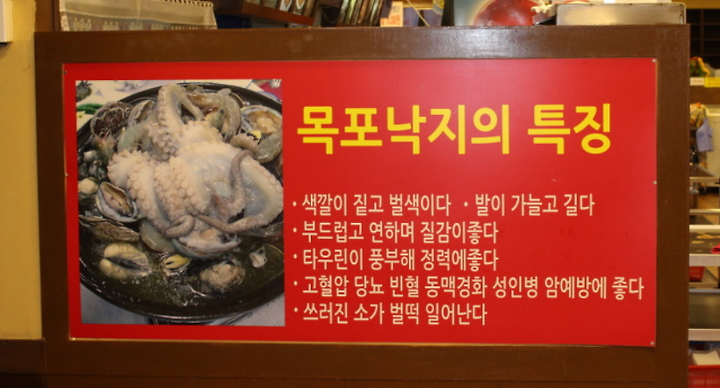 목포낙지의 특징
· 색깔이 짙고 벌색이다 · 발이 가늘고 길다
· 부드럽고 연하며 질감이좋다
· 타우린이 풍부해 정력에좋다
· 고혈압 당뇨 빈혈 동맥경화 성인병 암예방에 좋다
· 쓰러진 소가 벌떡 일어난다